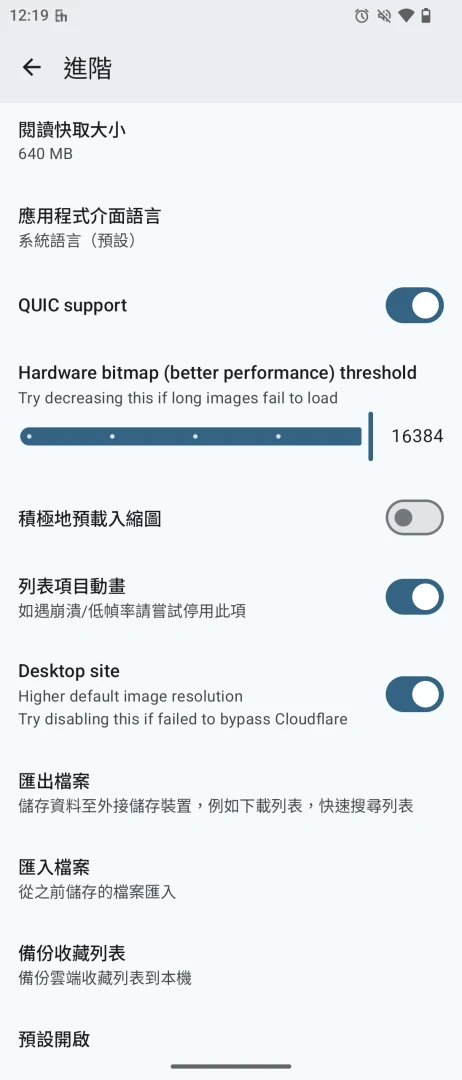 12:19
進階
閱讀快取大小
640 MB
應用程式介面語言
系統語言（預設）
QUIC support
Hardware bitmap (better performance) threshold
Try decreasing this if long images fail to load
16384
積極地預載入縮圖
列表項目動畫
如遇崩潰/低幀率請嘗試停用此項
Desktop site
Higher default image resolution
Try disabling this if failed to bypass Cloudflare
匯出檔案
儲存資料至外接儲存裝置，例如下載列表，快速搜尋列表
匯入檔案
從之前儲存的檔案匯入
備份收藏列表
備份雲端收藏列表到本機
預設開啟